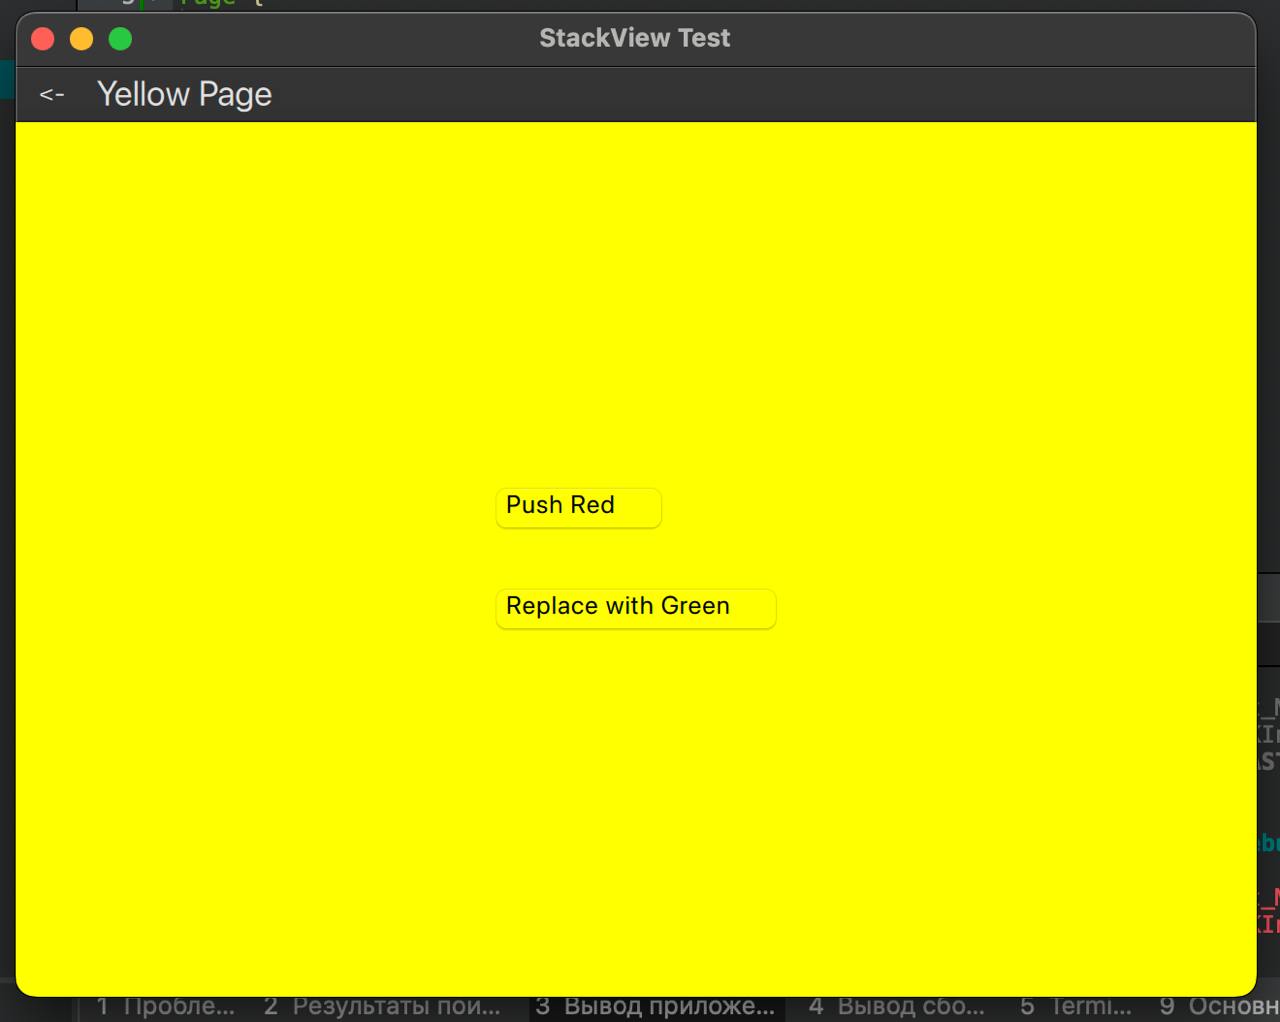 Page {
StackView Test
<- Yellow Page
Push Red
Replace with Green
1 Пробле... 2 Результаты пои... 3 Вывод приложе... 4 Вывод сбо... 5 Termi... 9 Основн